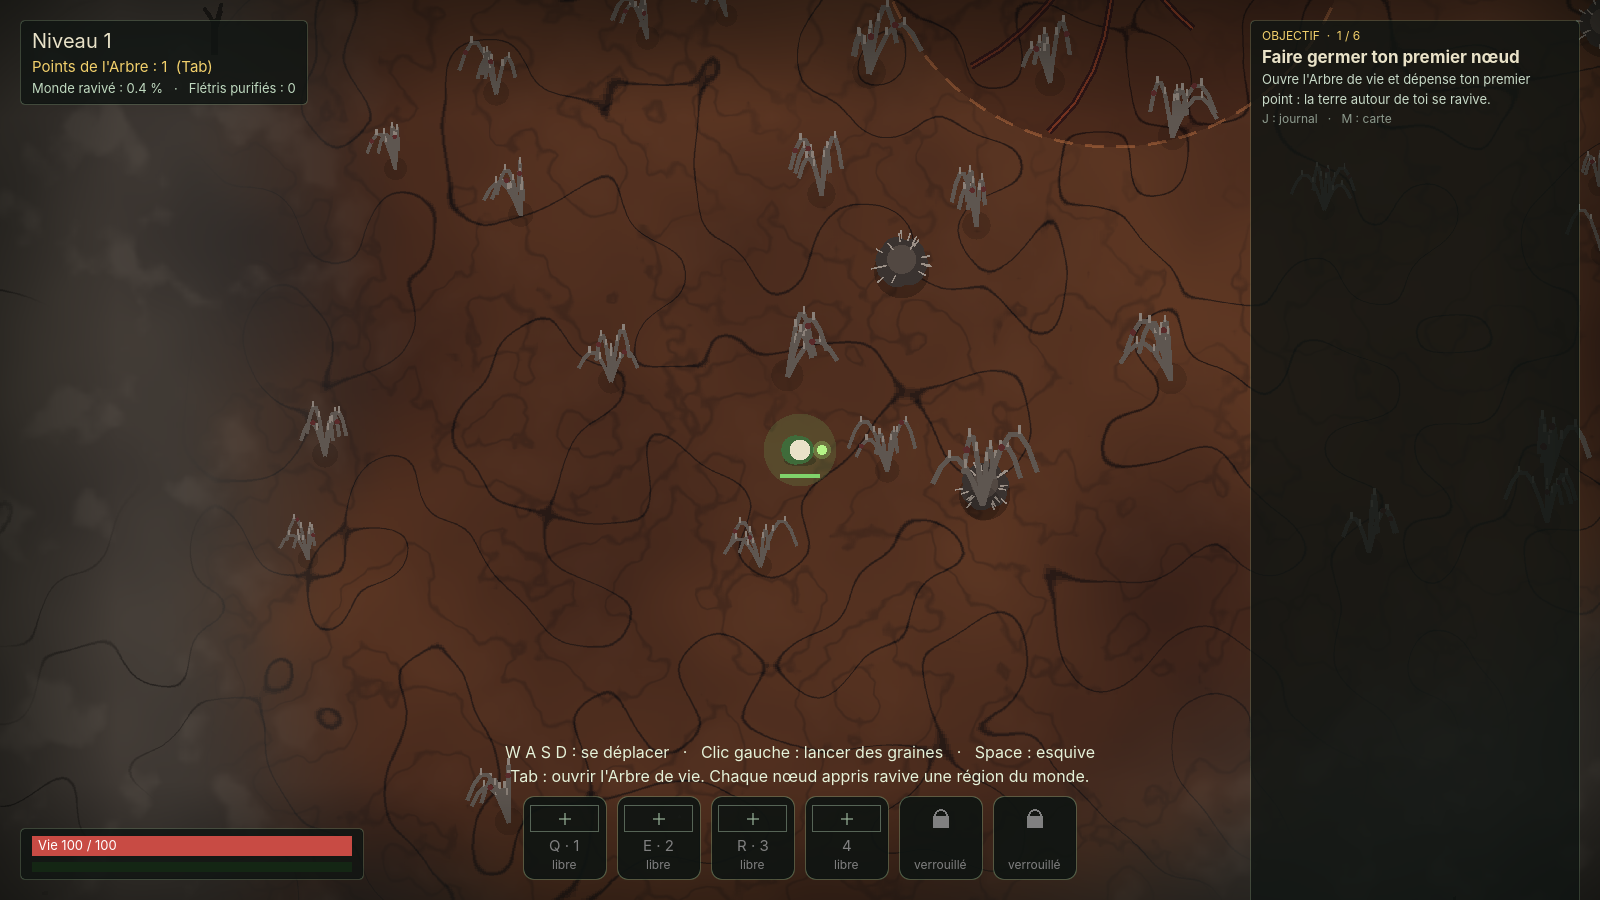 Niveau 1
Points de l'Arbre : 1 (Tab)
Monde ravivé : 0.4 % · Flétris purifiés : 0
OBJECTIF · 1 / 6
Faire germer ton premier nœud
Ouvre l'Arbre de vie et dépense ton premier
point : la terre autour de toi se ravive.
J : journal · M : carte
W A S D : se déplacer · Clic gauche : lancer des graines · Space : esquive
Tab : ouvrir l'Arbre de vie. Chaque nœud appris ravive une région du monde.
Vie 100 / 100
Q · 1
libre
E · 2
libre
R · 3
libre
4
libre
verrouillé
verrouillé